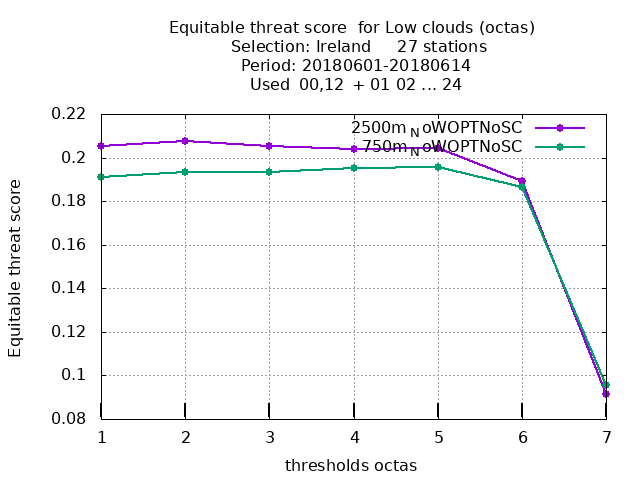 Equitable threat score  for Low clouds (octas)
Selection: Ireland     27 stations
Period: 20180601-20180614
Used  00,12  + 01 02 ... 24
2500m_NoWOPTNoSC
750m_NoWOPTNoSC
0.22
0.2
0.18
0.16
0.14
0.12
0.1
0.08
Equitable threat score
1 2 3 4 5 6 7
thresholds octas